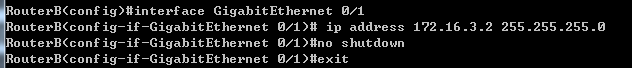 RouterB(config)#interface GigabitEthernet 0/1
RouterB(config-if-GigabitEthernet 0/1)# ip address 172.16.3.2 255.255.255.0
RouterB(config-if-GigabitEthernet 0/1)#no shutdown
RouterB(config-if-GigabitEthernet 0/1)#exit